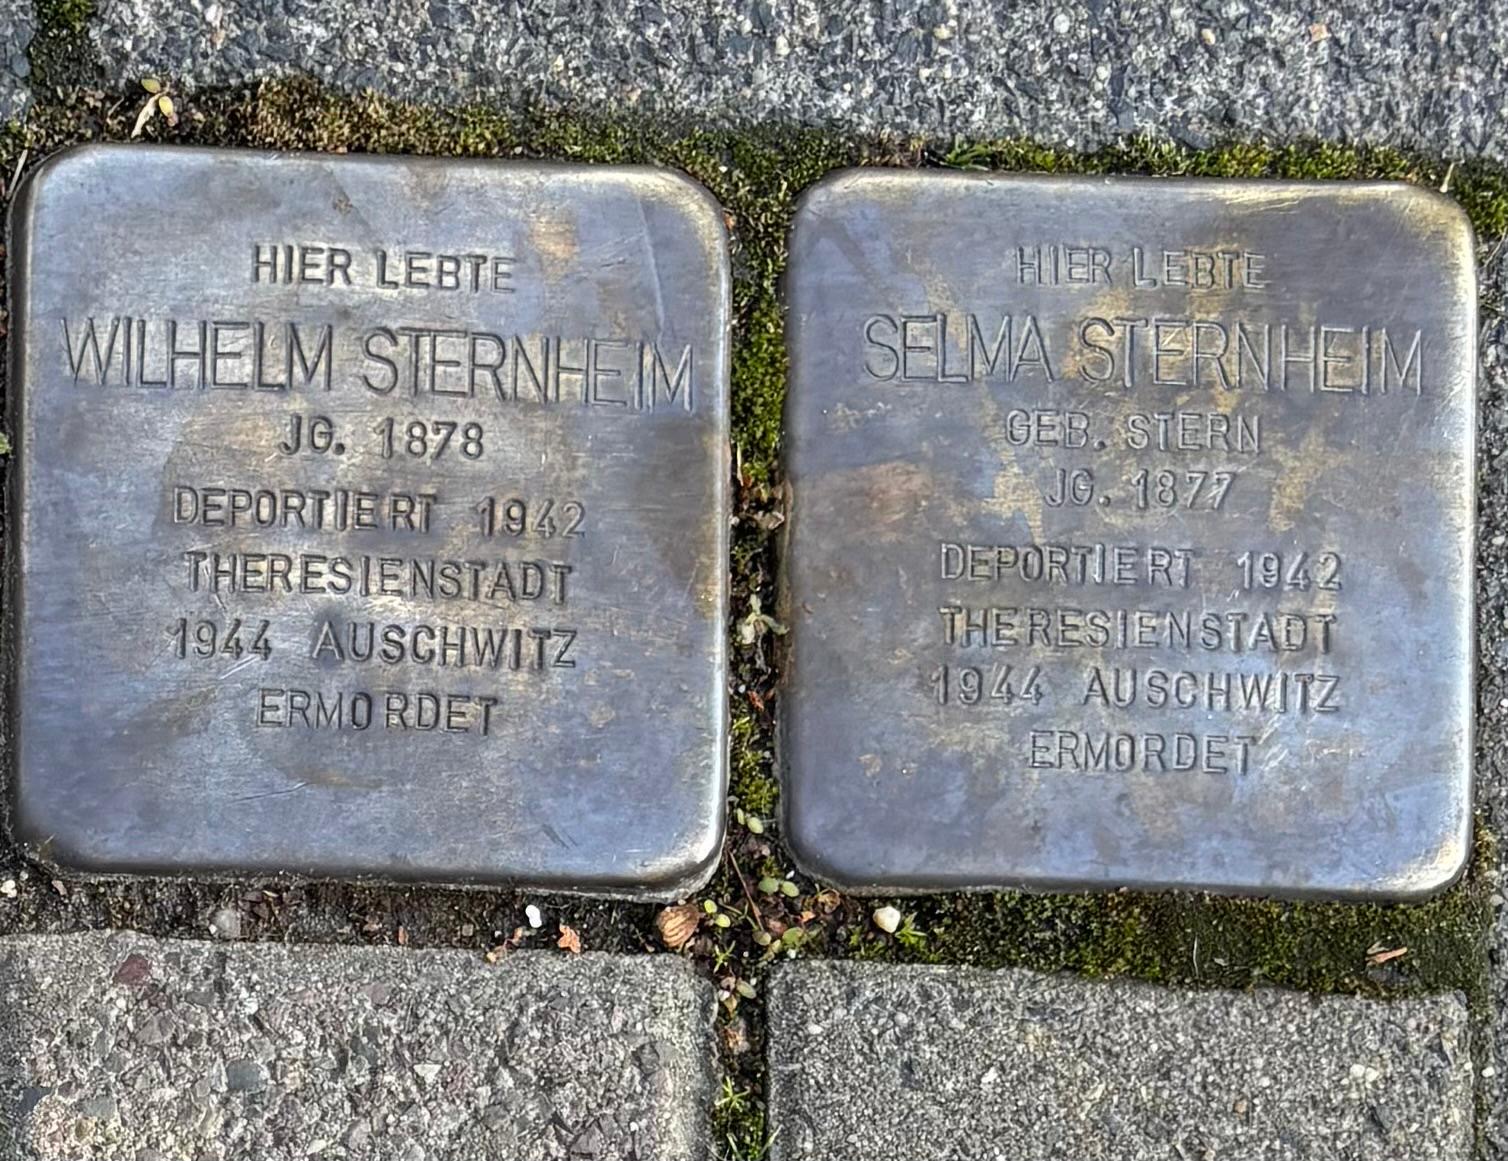 HIER LEBTE
WILHELM STERNHEIM
JG. 1878
DEPORTIERT 1942
THERESIENSTADT
1944 AUSCHWITZ
ERMORDET
HIER LEBTE
SELMA STERNHEIM
GEB. STERN
JG. 1877
DEPORTIERT 1942
THERESIENSTADT
1944 AUSCHWITZ
ERMORDET